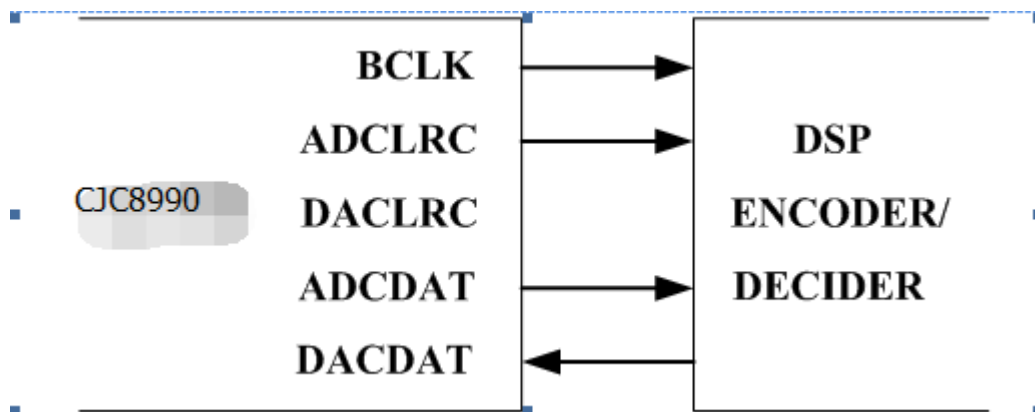 BCLK
ADCLRC
DSP
CJC8990
DACLRC
ENCODER/
ADCDAT
DECIDER
DACDAT